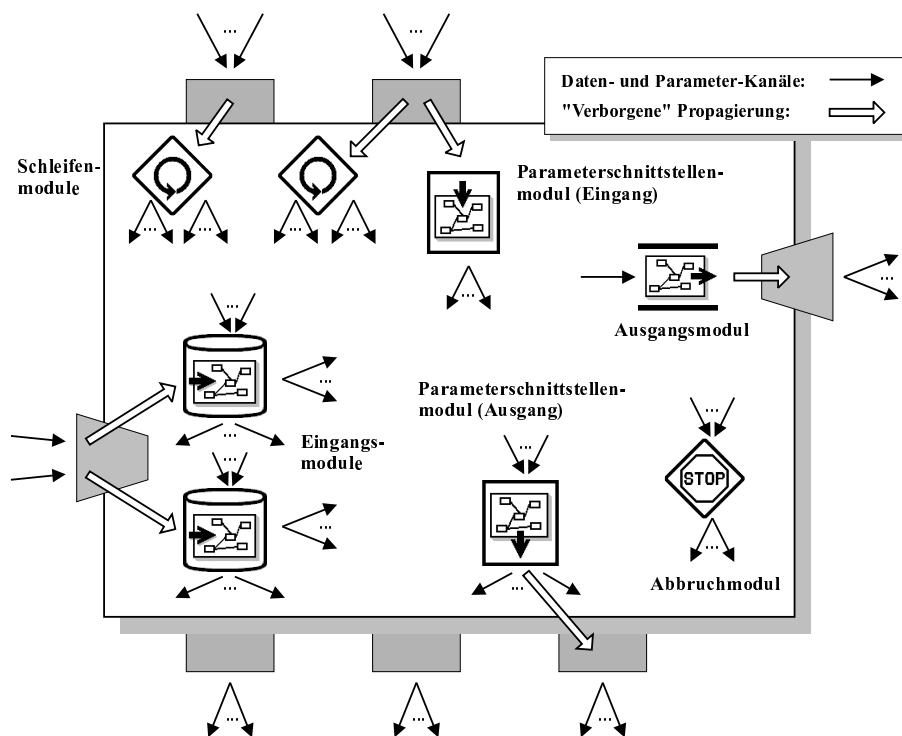 ...
...
Daten- und Parameter-Kanäle:
"Verborgene" Propagierung:
Schleifen-
module
Parameterschnittstellen-
modul (Eingang)
...
...
...
...
...
...
Ausgangsmodul
...
...
Parameterschnittstellen-
modul (Ausgang)
...
...
Eingangs-
module
...
...
...
STOP
...
...
...
Abbruchmodul
...
...
...